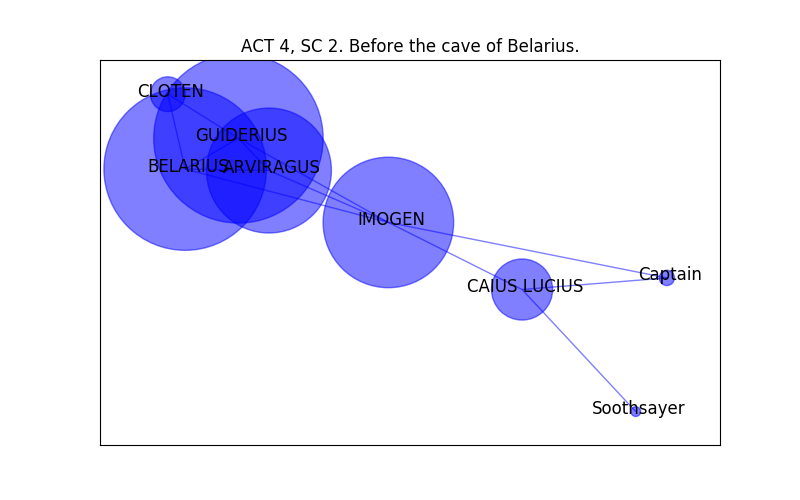 ACT 4, SC 2. Before the cave of Belarius.
CLOTEN
GUIDERIUS
BELARIUS
ARVIRAGUS
IMOGEN
Captain
CAIUS LUCIUS
Soothsayer